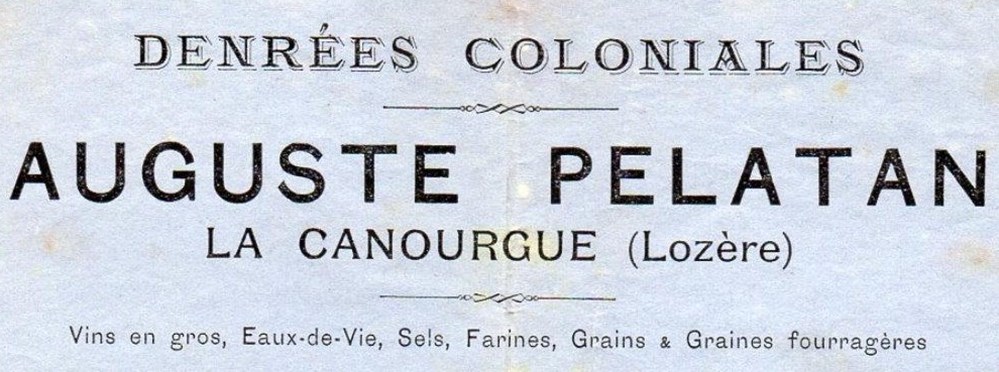 DENRÉES COLONIALES
AUGUSTE PELATAN
LA CANOURGUE (Lozère)
Vins en gros, Eaux-de-Vie, Sels, Farines, Grains & Graines fourragères